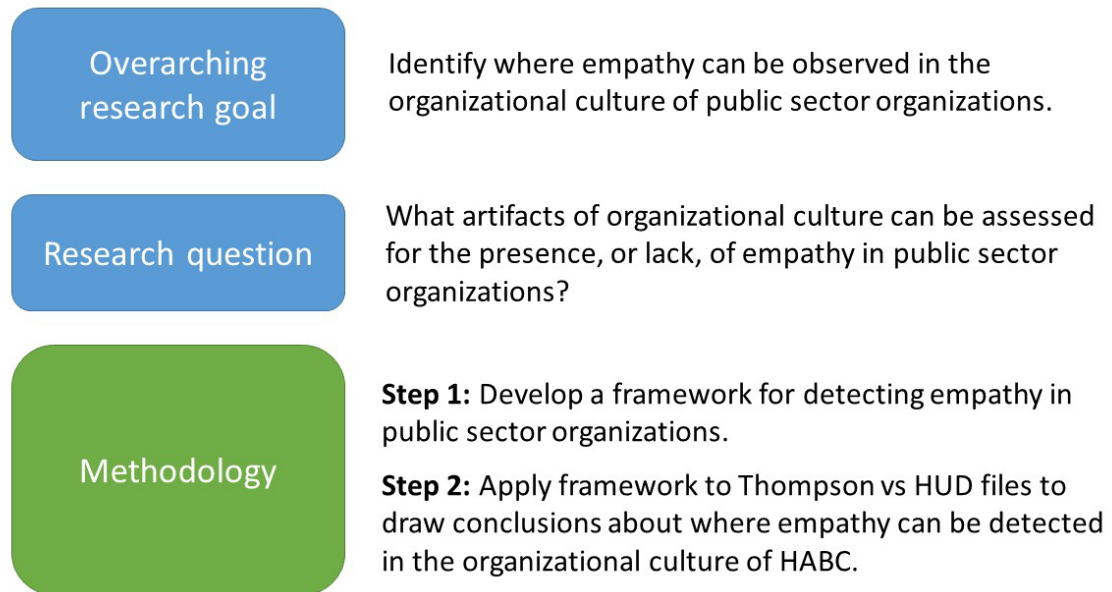 Overarching
research goal
Identify where empathy can be observed in the
organizational culture of public sector organizations.
Research question
What artifacts of organizational culture can be assessed
for the presence, or lack, of empathy in public sector
organizations?
Methodology
Step 1: Develop a framework for detecting empathy in
public sector organizations.
Step 2: Apply framework to Thompson vs HUD files to
draw conclusions about where empathy can be detected
in the organizational culture of HABC.